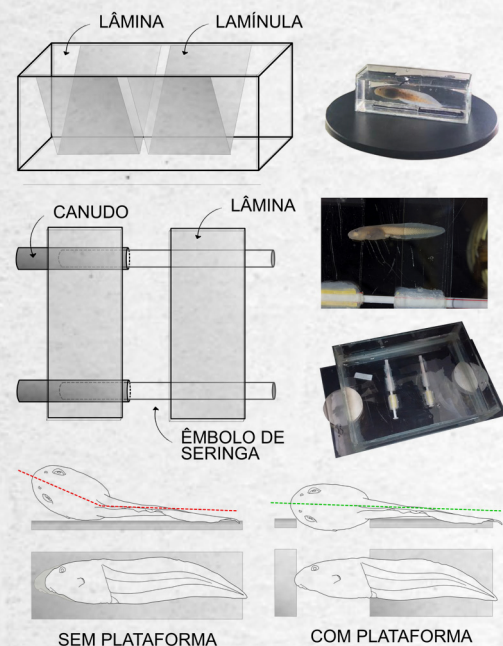 LÂMINA
LAMÍNULA
CANUDO
LÂMINA
ÊMBOLO DE
SERINGA
SEM PLATAFORMA
COM PLATAFORMA